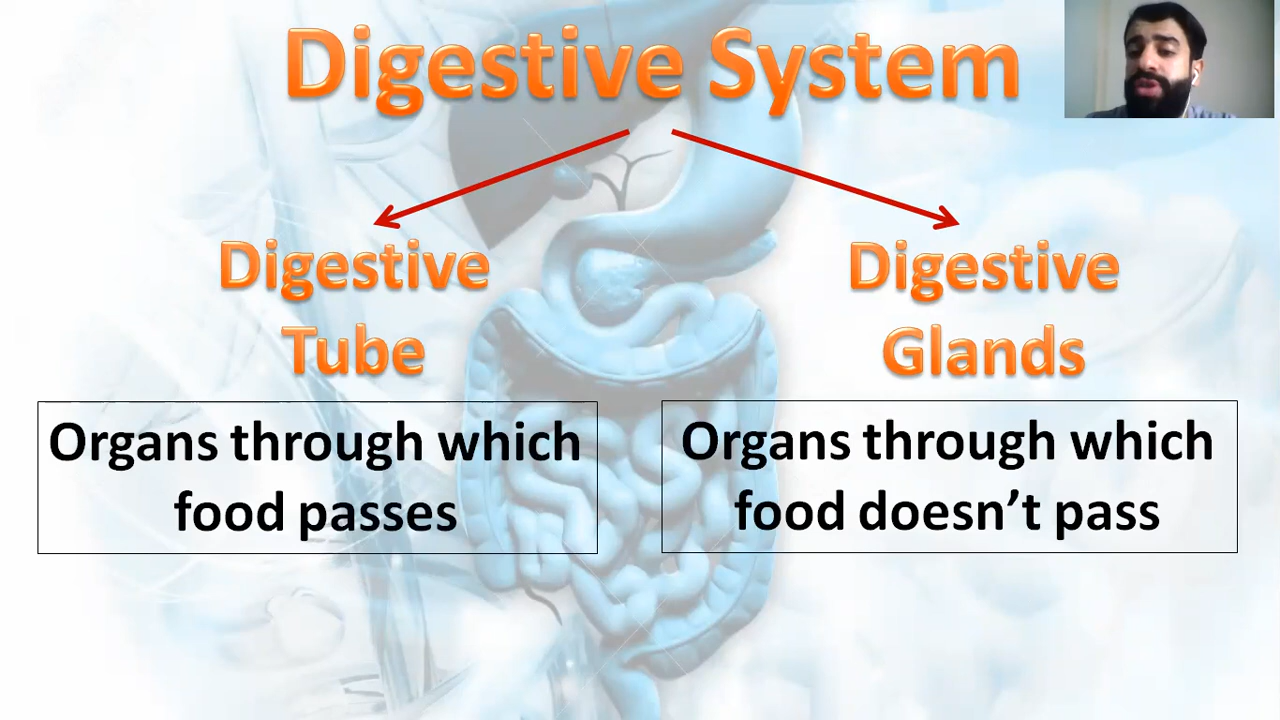 Digestive System
Digestive
Tube
Digestive
Glands
Organs through which
food passes
Organs through which
food doesn’t pass